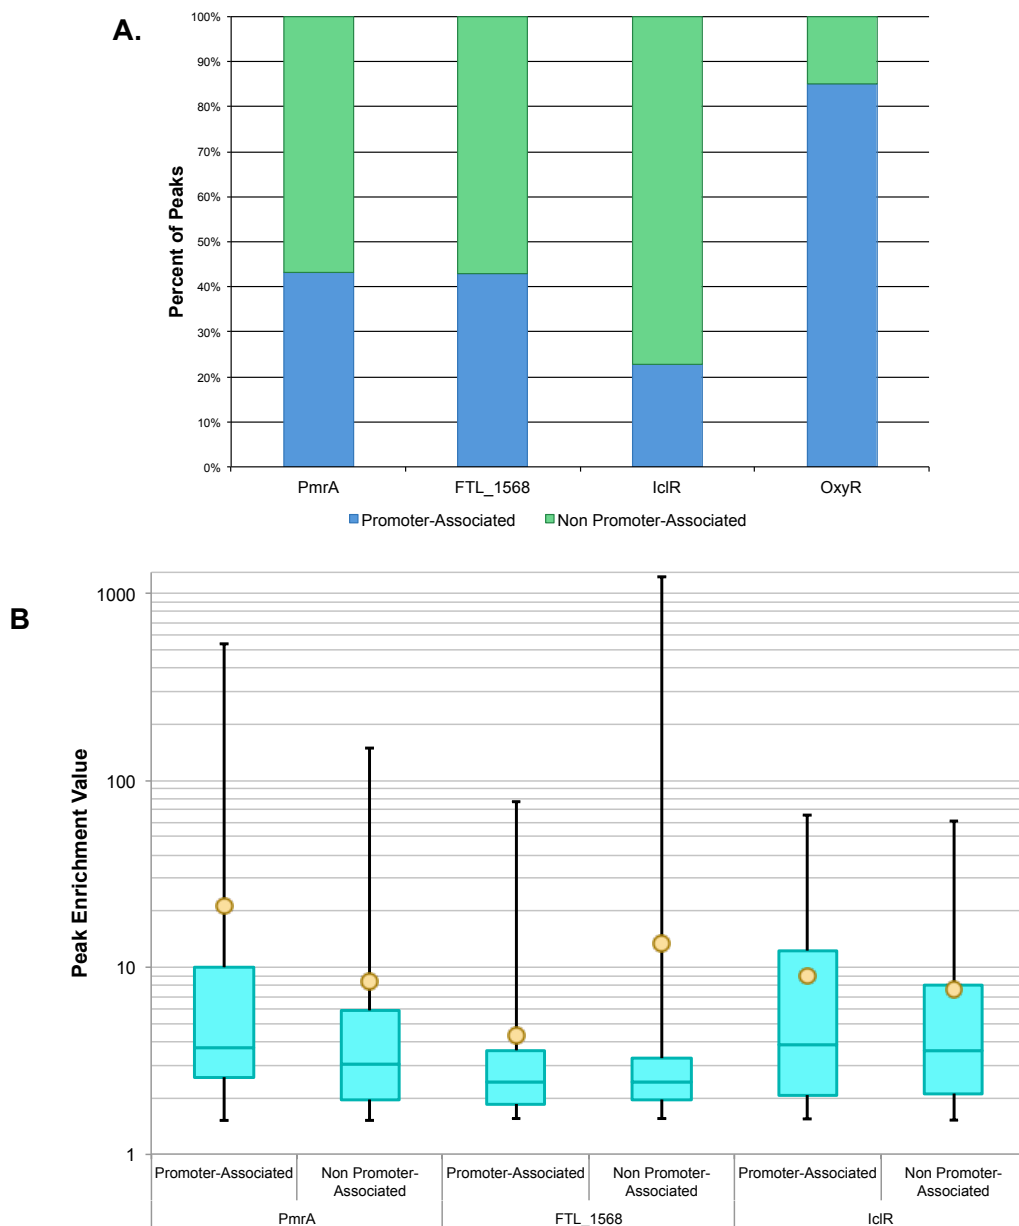 A.
Percent of Peaks
100%
90%
80%
70%
60%
50%
40%
30%
20%
10%
0%
PmrA FTL_1568 IclR OxyR
Promoter-Associated Non Promoter-Associated
B
Peak Enrichment Value
1000
100
10
1
Promoter-Associated Non Promoter- Promoter-Associated Non Promoter- Promoter-Associated Non Promoter-
Associated Associated Associated
PmrA FTL_1568 IclR